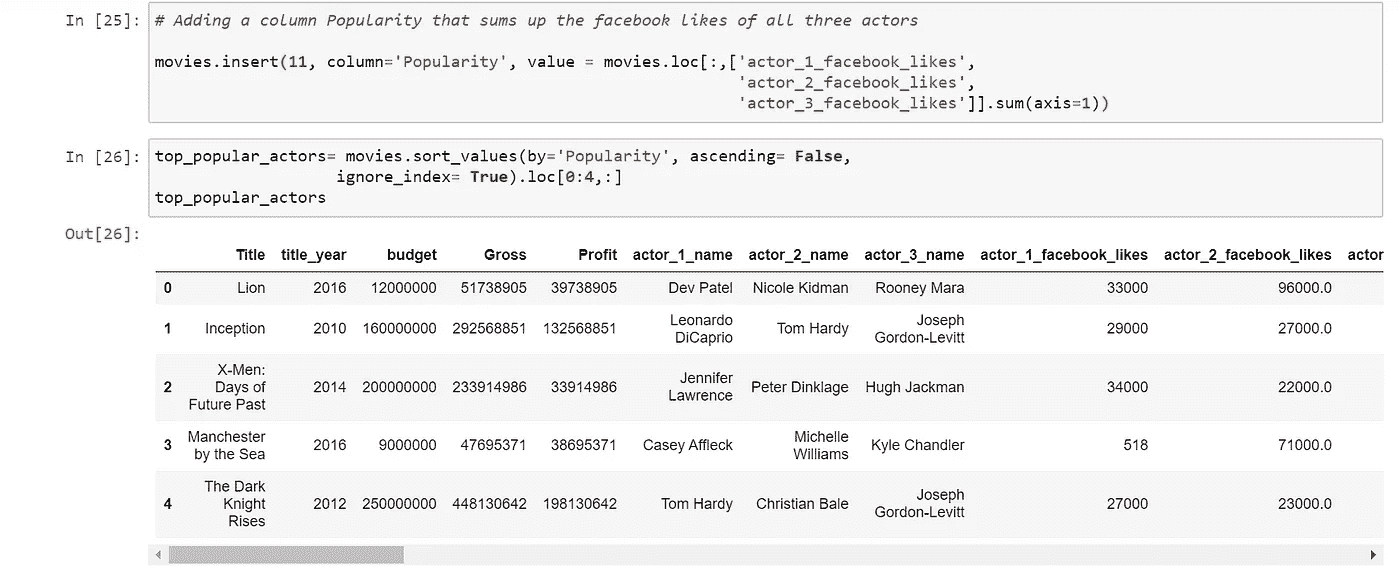 In [25]: # Adding a column Popularity that sums up the facebook likes of all three actors
movies.insert(11, column='Popularity', value = movies.loc[:,['actor_1_facebook_likes',
'actor_2_facebook_likes',
'actor_3_facebook_likes']].sum(axis=1))
In [26]: top_popular_actors= movies.sort_values(by='Popularity', ascending= False,
ignore_index= True).loc[0:4,:]
top_popular_actors
Out[26]:
Title title_year budget Gross Profit actor_1_name actor_2_name actor_3_name actor_1_facebook_likes actor_2_facebook_likes actor
0 Lion 2016 12000000 51738905 39738905 Dev Patel Nicole Kidman Rooney Mara 33000 96000.0
1 Inception 2010 160000000 292568851 132568851 Leonardo DiCaprio Tom Hardy Joseph Gordon-Levitt 29000 27000.0
2 X-Men: Days of Future Past 2014 200000000 233914986 33914986 Jennifer Lawrence Peter Dinklage Hugh Jackman 34000 22000.0
3 Manchester by the Sea 2016 9000000 47695371 38695371 Casey Affleck Michelle Williams Kyle Chandler 518 71000.0
4 The Dark Knight Rises 2012 250000000 448130642 198130642 Tom Hardy Christian Bale Joseph Gordon-Levitt 27000 23000.0